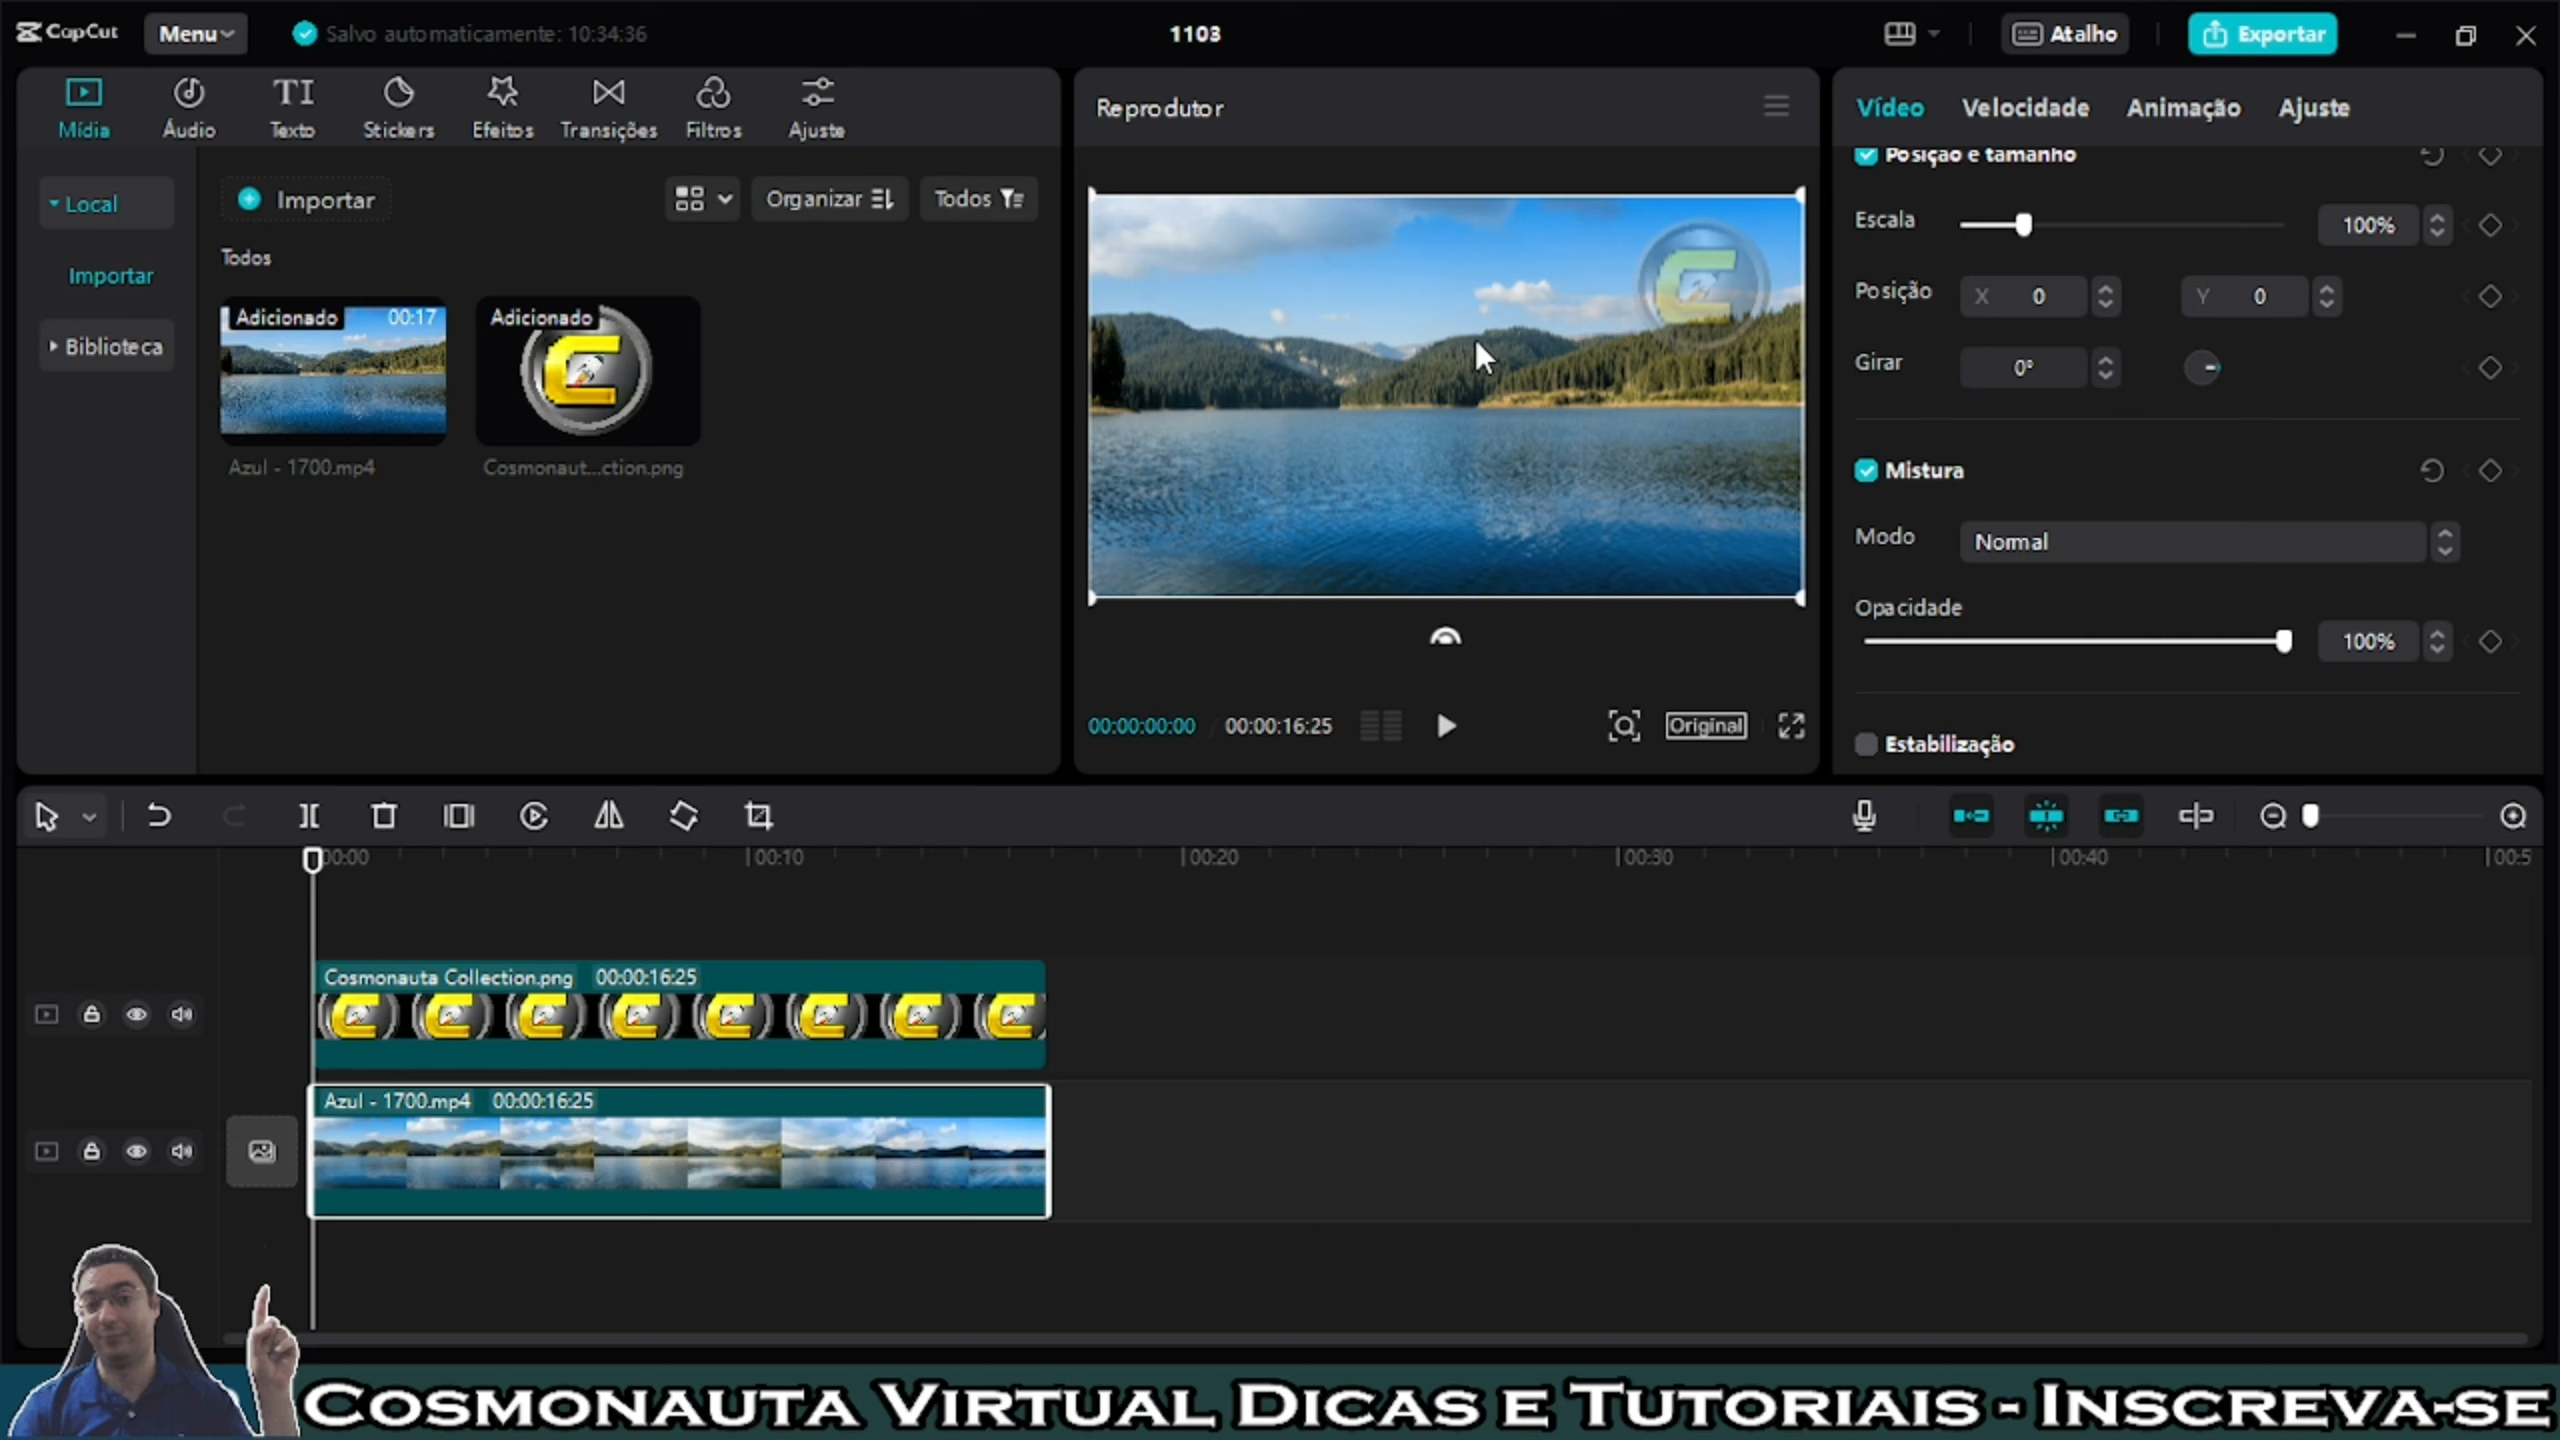 CapCut
Menu
Salvo automaticamente: 10:34:36
1103
Atalho
Exportar
Mídia
Áudio
Texto
Stickers
Efeitos
Transições
Filtros
Ajuste
Local
Importar
Biblioteca
Importar
Organizar
Todos
Todos
Adicionado 00:17
Azul - 1700.mp4
Adicionado
Cosmonaut...ction.png
Reprodutor
00:00:00:00 / 00:00:16:25
Original
Vídeo
Velocidade
Animação
Ajuste
Posição e tamanho
Escala 100%
Posição X 0 Y 0
Girar 0°
Mistura
Modo Normal
Opacidade
100%
Estabilização
00:00
00:10
00:20
00:30
00:40
00:5
Cosmonauta Collection.png 00:00:16:25
Azul - 1700.mp4 00:00:16:25
Cosmonauta Virtual Dicas e Tutoriais - Inscreva-se